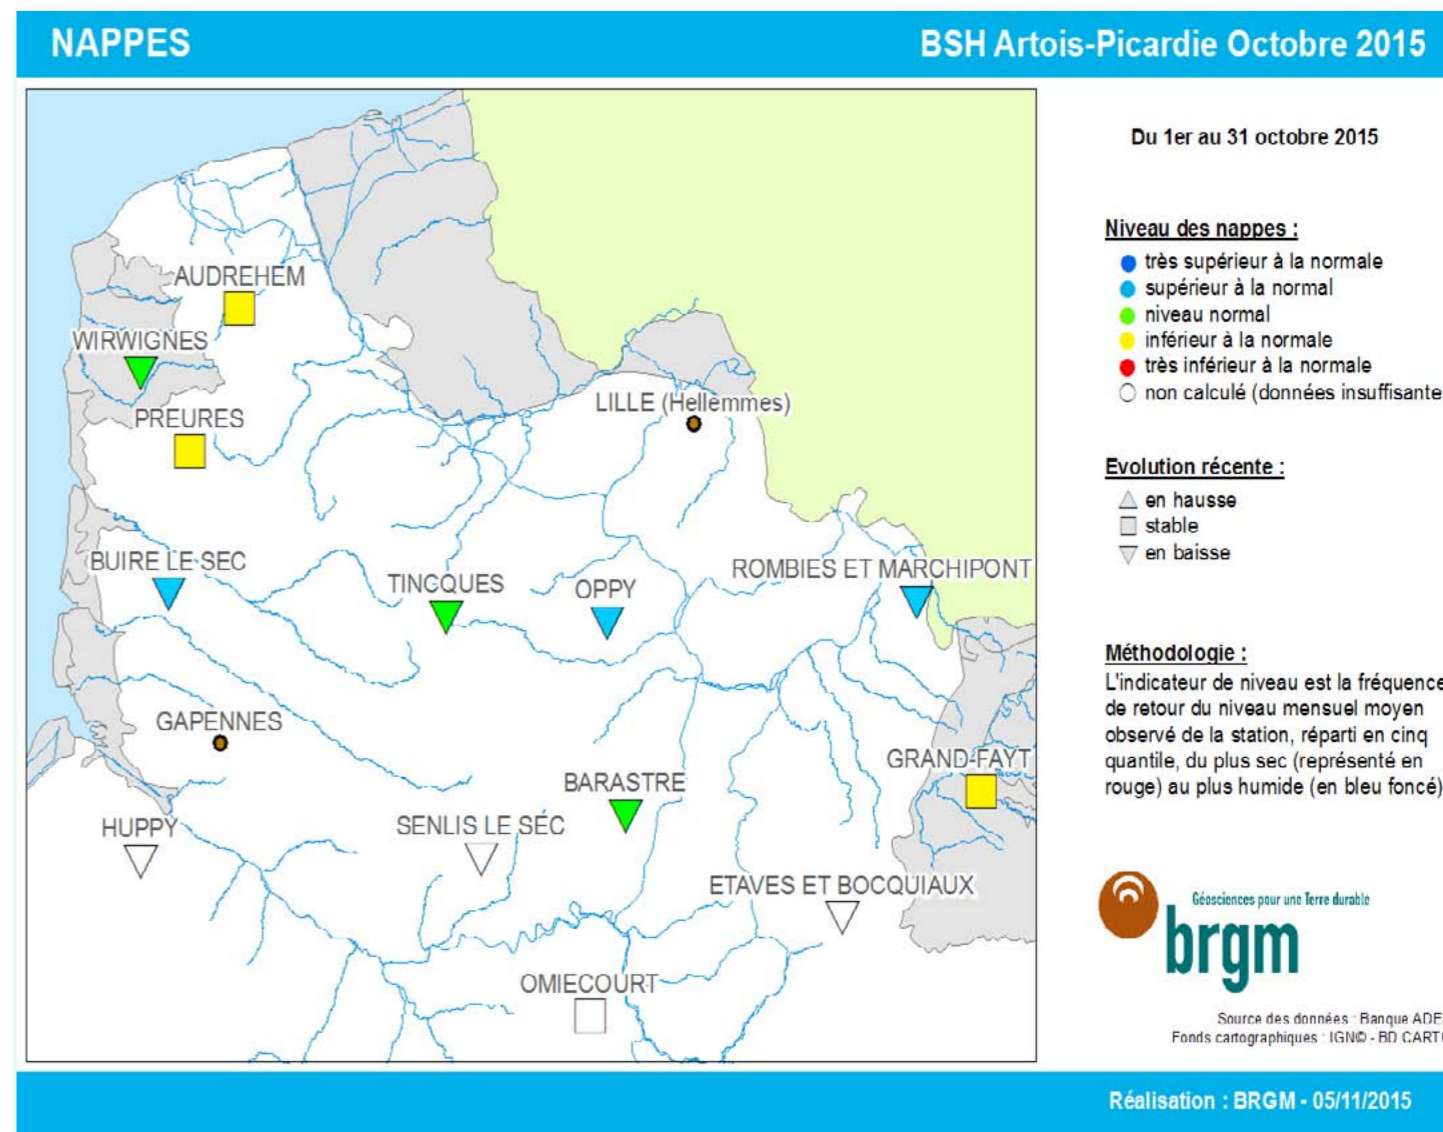 NAPPES
BSH Artois-Picardie Octobre 2015
Du 1er au 31 octobre 2015
Niveau des nappes :
très supérieur à la normale
supérieur à la normal
niveau normal
inférieur à la normale
très inférieur à la normale
non calculé (données insuffisante
Evolution récente :
en hausse
stable
en baisse
Méthodologie :
L'indicateur de niveau est la fréquence
de retour du niveau mensuel moyen
observé de la station, réparti en cinq
quantile, du plus sec (représenté en
rouge) au plus humide (en bleu foncé)
AUDREHEM
WIRWIGNES
PREURES
LILLE (Hellemmes)
BUIRE LE SEC
TINCQUES
OPPY
ROMBIES ET MARCHIPONT
GAPENNES
GRAND-FAYT
BARASTRE
HUPPY
SENLIS LE SEC
ETAVES ET BOCQUIAUX
OMIECOURT
Géosciences pour une Terre durable
brgm
Source des données : Banque ADE
Fonds cartographiques : IGN© - BD CART
Réalisation : BRGM - 05/11/2015